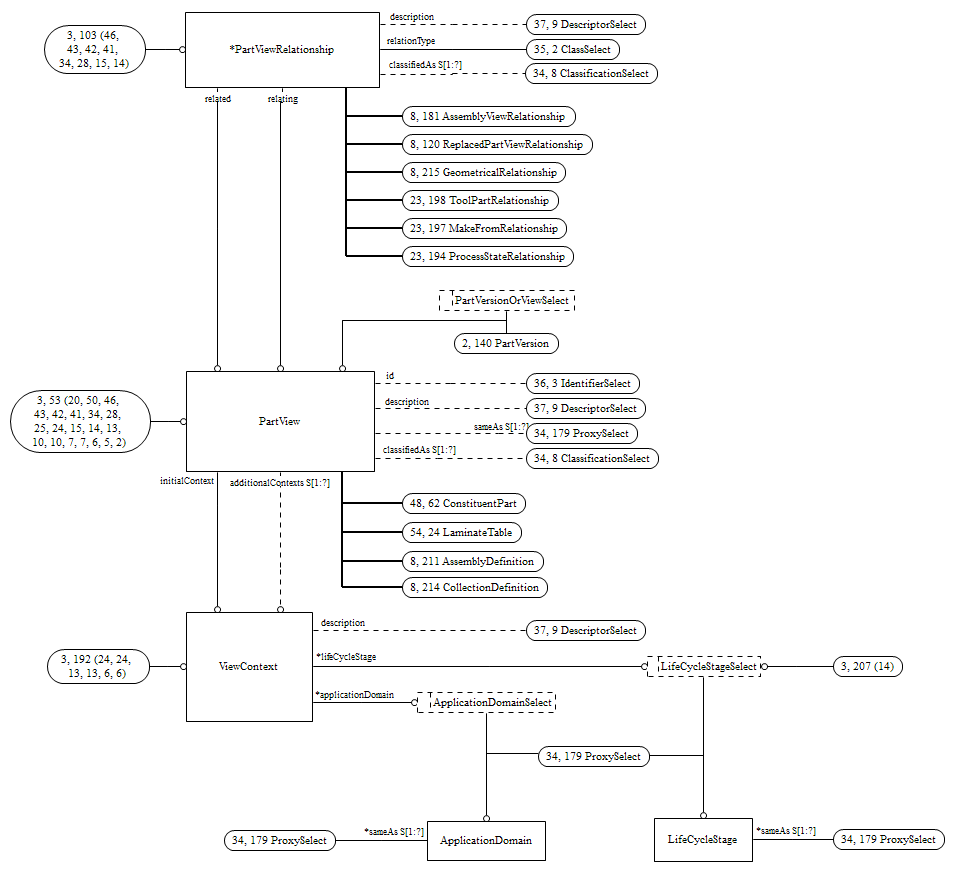 description
37, 9 DescriptorSelect
3, 103 (46,
43, 42, 41,
34, 28, 15, 14)
*PartViewRelationship
relationType
35, 2 ClassSelect
classifiedAs S[1:?]
34, 8 ClassificationSelect
related
relating
8, 181 AssemblyViewRelationship
8, 120 ReplacedPartViewRelationship
8, 215 GeometricalRelationship
23, 198 ToolPartRelationship
23, 197 MakeFromRelationship
23, 194 ProcessStateRelationship
PartVersionOrViewSelect
2, 140 PartVersion
id
36, 3 IdentifierSelect
description
37, 9 DescriptorSelect
3, 53 (20, 50, 46,
43, 42, 41, 34, 28,
25, 24, 15, 14, 13,
10, 10, 7, 7, 6, 5, 2)
PartView
sameAs S[1:?]
34, 179 ProxySelect
classifiedAs S[1:?]
34, 8 ClassificationSelect
initialContext
additionalContexts S[1:?]
48, 62 ConstituentPart
54, 24 LaminateTable
8, 211 AssemblyDefinition
8, 214 CollectionDefinition
description
37, 9 DescriptorSelect
3, 192 (24, 24,
13, 13, 6, 6)
ViewContext
*lifeCycleStage
LifeCycleStageSelect
3, 207 (14)
*applicationDomain
ApplicationDomainSelect
34, 179 ProxySelect
34, 179 ProxySelect
*sameAs S[1:?]
ApplicationDomain
LifeCycleStage
*sameAs S[1:?]
34, 179 ProxySelect